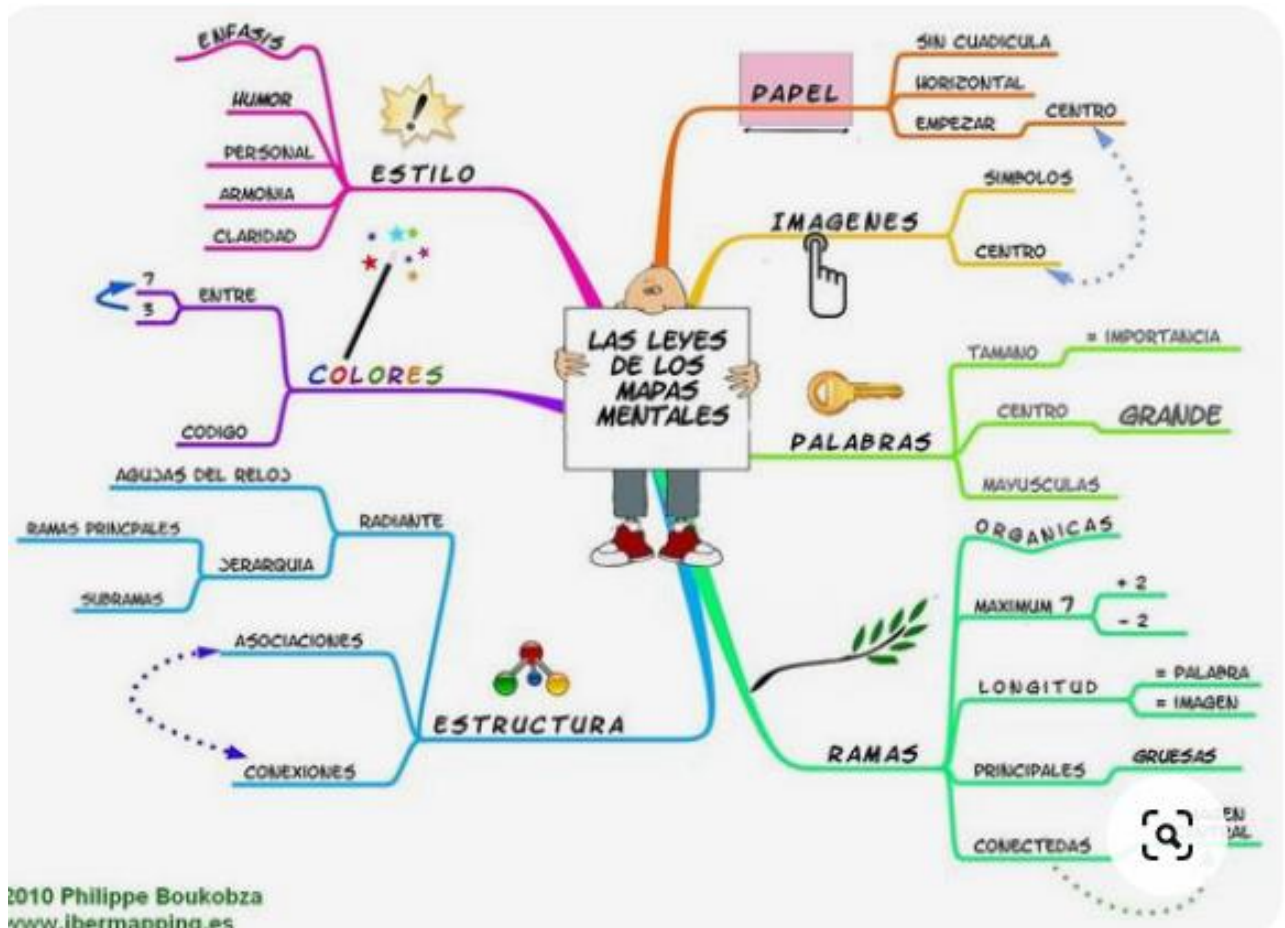 LAS LEYES
DE LOS
MAPAS
MENTALES
PAPEL
SIN CUADICULA
HORIZONTAL
EMPEZAR
CENTRO
IMAGENES
SIMBOLOS
CENTRO
PALABRAS
TAMANO
= IMPORTANCIA
CENTRO
GRANDE
MAYUSCULAS
RAMAS
ORGANICAS
MAXIMUM 7
+ 2
- 2
LONGITUD
= PALABRA
= IMAGEN
PRINCIPALES
GRUESAS
CONECTEDAS
ESTRUCTURA
RADIANTE
AGUJAS DEL RELOJ
JERARQUIA
RAMAS PRINCPALES
SUBRAMAS
ASOCIACIONES
CONEXIONES
COLORES
ENTRE
7
3
CODIGO
ESTILO
ENFASIS
HUMOR
PERSONAL
ARMONIA
CLARIDAD
2010 Philippe Boukobza
www.ibermapping.es